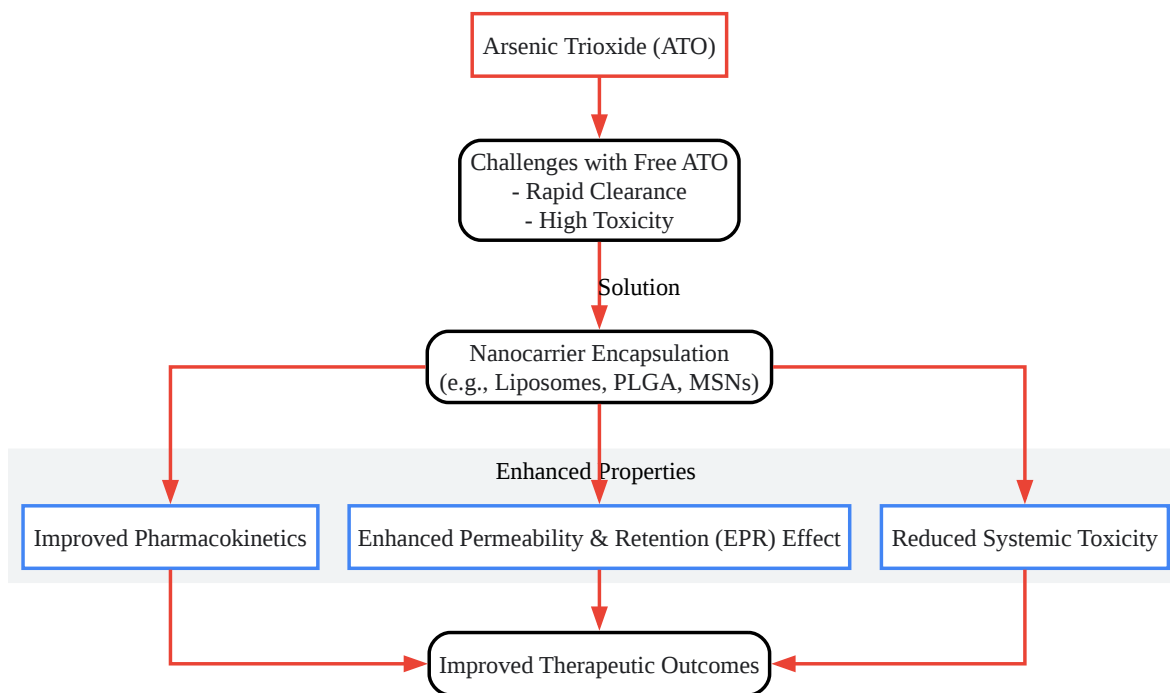 Arsenic Trioxide (ATO)
Challenges with Free ATO
- Rapid Clearance
- High Toxicity
Solution
Nanocarrier Encapsulation
(e.g., Liposomes, PLGA, MSNs)
Enhanced Properties
Improved Pharmacokinetics
Enhanced Permeability & Retention (EPR) Effect
Reduced Systemic Toxicity
Improved Therapeutic Outcomes